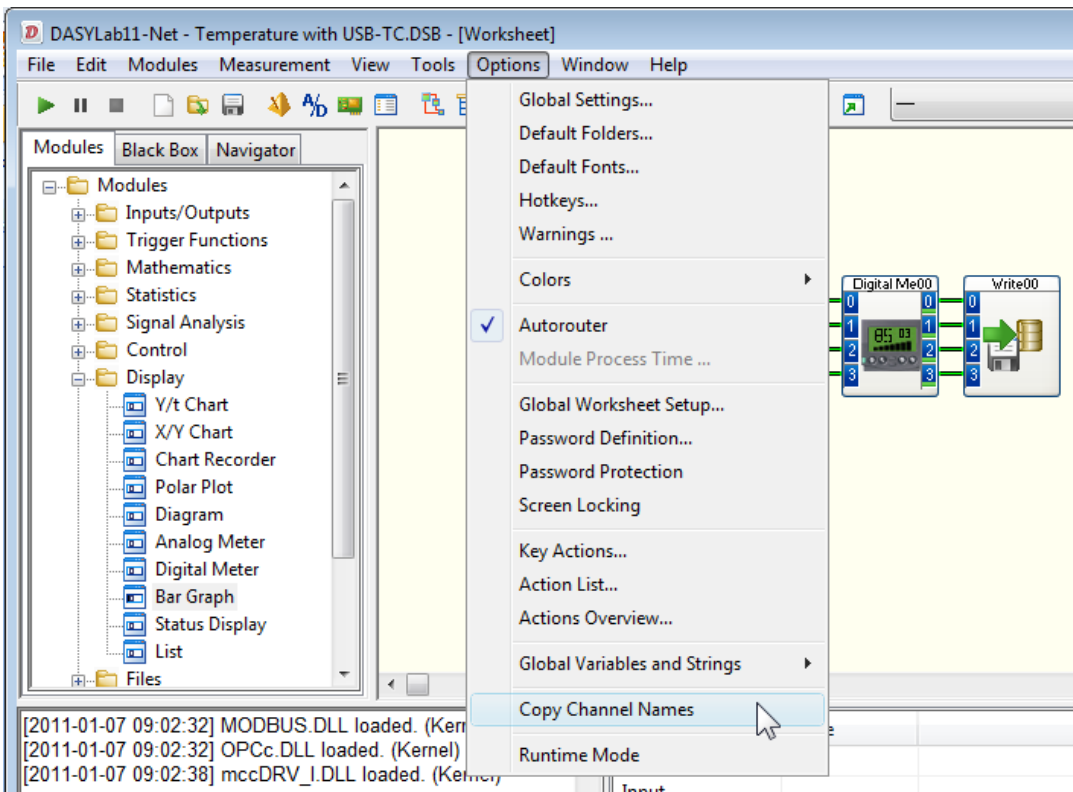 DASYLab11-Net - Temperature with USB-TC.DSB - [Worksheet]
File Edit Modules Measurement View Tools Options Window Help
Modules Black Box Navigator
Modules
Inputs/Outputs
Trigger Functions
Mathematics
Statistics
Signal Analysis
Control
Display
Y/t Chart
X/Y Chart
Chart Recorder
Polar Plot
Diagram
Analog Meter
Digital Meter
Bar Graph
Status Display
List
Files
Global Settings...
Default Folders...
Default Fonts...
Hotkeys...
Warnings ...
Colors
Autorouter
Module Process Time ...
Global Worksheet Setup...
Password Definition...
Password Protection
Screen Locking
Key Actions...
Action List...
Actions Overview...
Global Variables and Strings
Copy Channel Names
Runtime Mode
Digital Me00
0 0
1 1
2 2
3 3
85 03
Write00
0
1
2
3
[2011-01-07 09:02:32] MODBUS.DLL loaded. (Ker
[2011-01-07 09:02:32] OPCc.DLL loaded. (Kernel)
[2011-01-07 09:02:38] mccDRV_I.DLL loaded. (Kernel)
Input